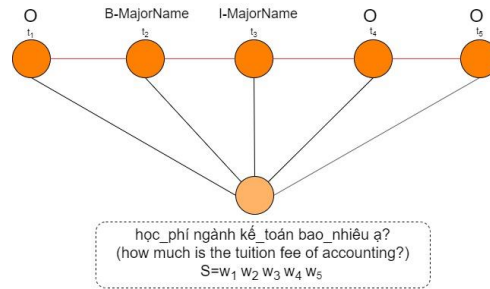 O B-MajorName I-MajorName O O
t₁ t₂ t₃ t₄ t₅
học_phí ngành kế_toán bao_nhiêu ạ?
(how much is the tuition fee of accounting?)
S=w₁ w₂ w₃ w₄ w₅